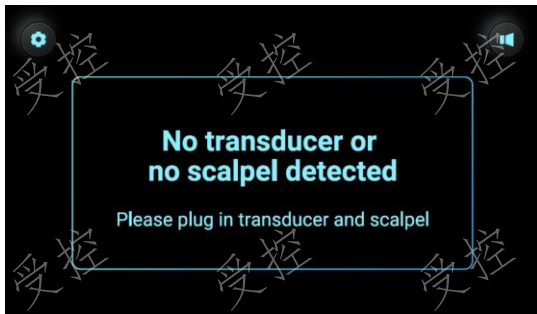 受控 受控 受控
No transducer or
no scalpel detected
Please plug in transducer and scalpel
受控 受控 受控